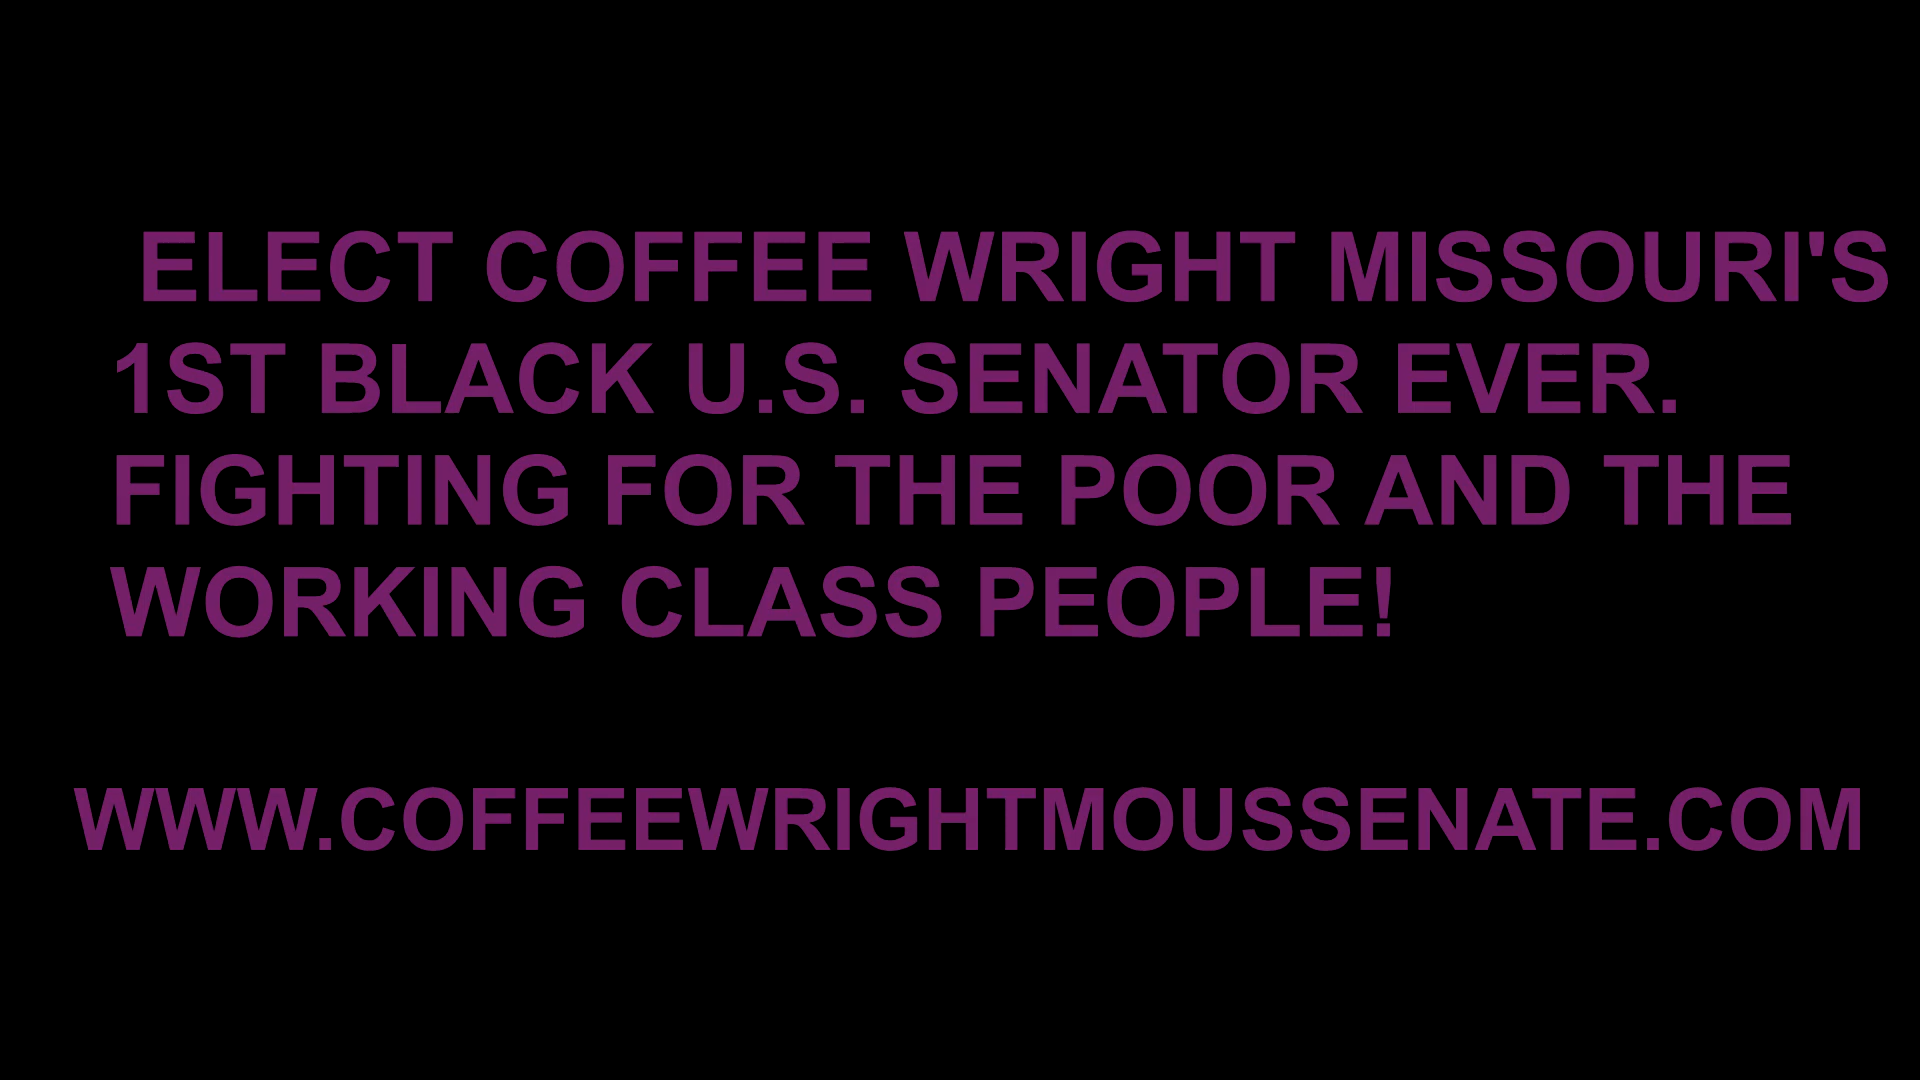 ELECT COFFEE WRIGHT MISSOURI'S
1ST BLACK U.S. SENATOR EVER.
FIGHTING FOR THE POOR AND THE
WORKING CLASS PEOPLE!
WWW.COFFEEWRIGHTMOUSSENATE.COM